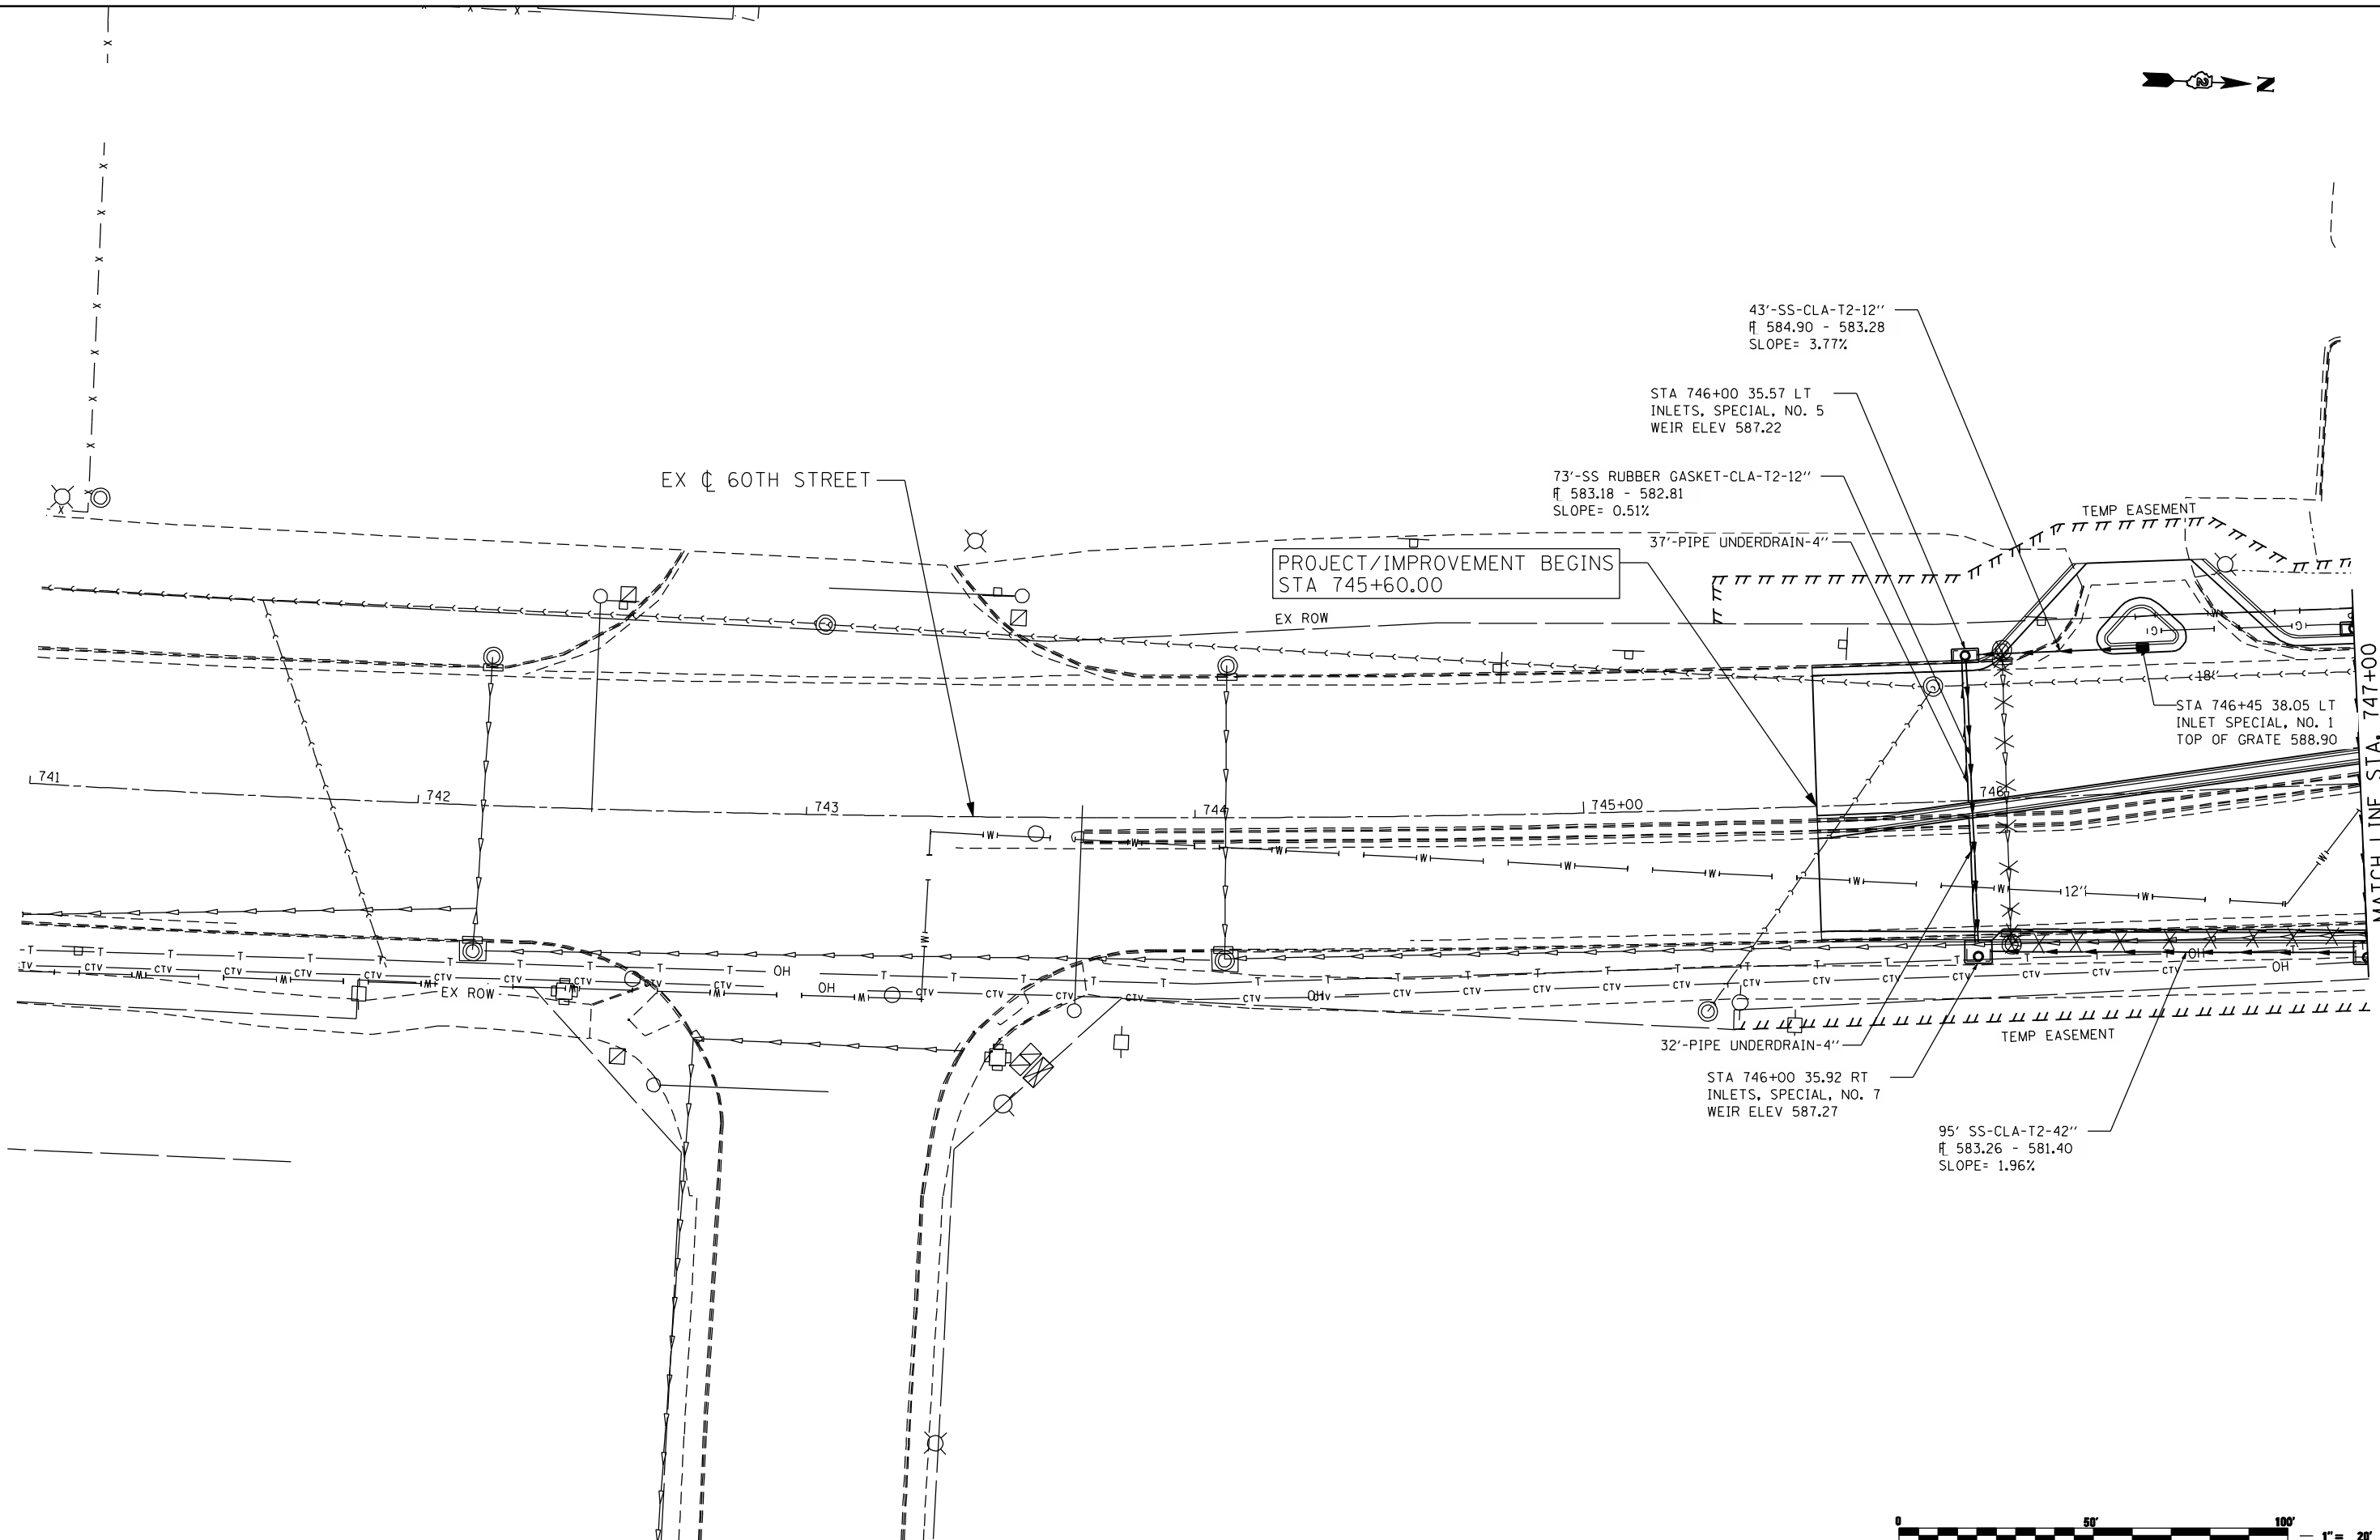 N
43'-SS-CLA-T2-12''
FL 584.90 - 583.28
SLOPE= 3.77%
STA 746+00 35.57 LT
INLETS, SPECIAL, NO. 5
WEIR ELEV 587.22
73'-SS RUBBER GASKET-CLA-T2-12''
FL 583.18 - 582.81
SLOPE= 0.51%
37'-PIPE UNDERDRAIN-4''
EX ℄ 60TH STREET
PROJECT/IMPROVEMENT BEGINS
STA 745+60.00
TEMP EASEMENT
EX ROW
18''
STA 746+45 38.05 LT
INLET SPECIAL, NO. 1
TOP OF GRATE 588.90
MATCH LINE STA. 747+00
741
742
743
744
745+00
746
12''
OH
OH
OH
OH
OH
EX ROW
TEMP EASEMENT
32'-PIPE UNDERDRAIN-4''
STA 746+00 35.92 RT
INLETS, SPECIAL, NO. 7
WEIR ELEV 587.27
95' SS-CLA-T2-42''
FL 583.26 - 581.40
SLOPE= 1.96%
0 50' 100'
1"= 20'